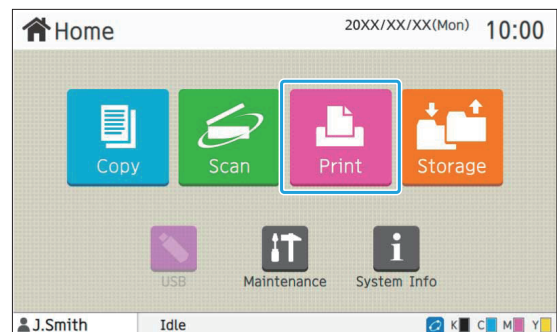 Home 20XX/XX/XX(Mon) 10:00
Copy Scan Print Storage
USB Maintenance System Info
J.Smith Idle K C M Y